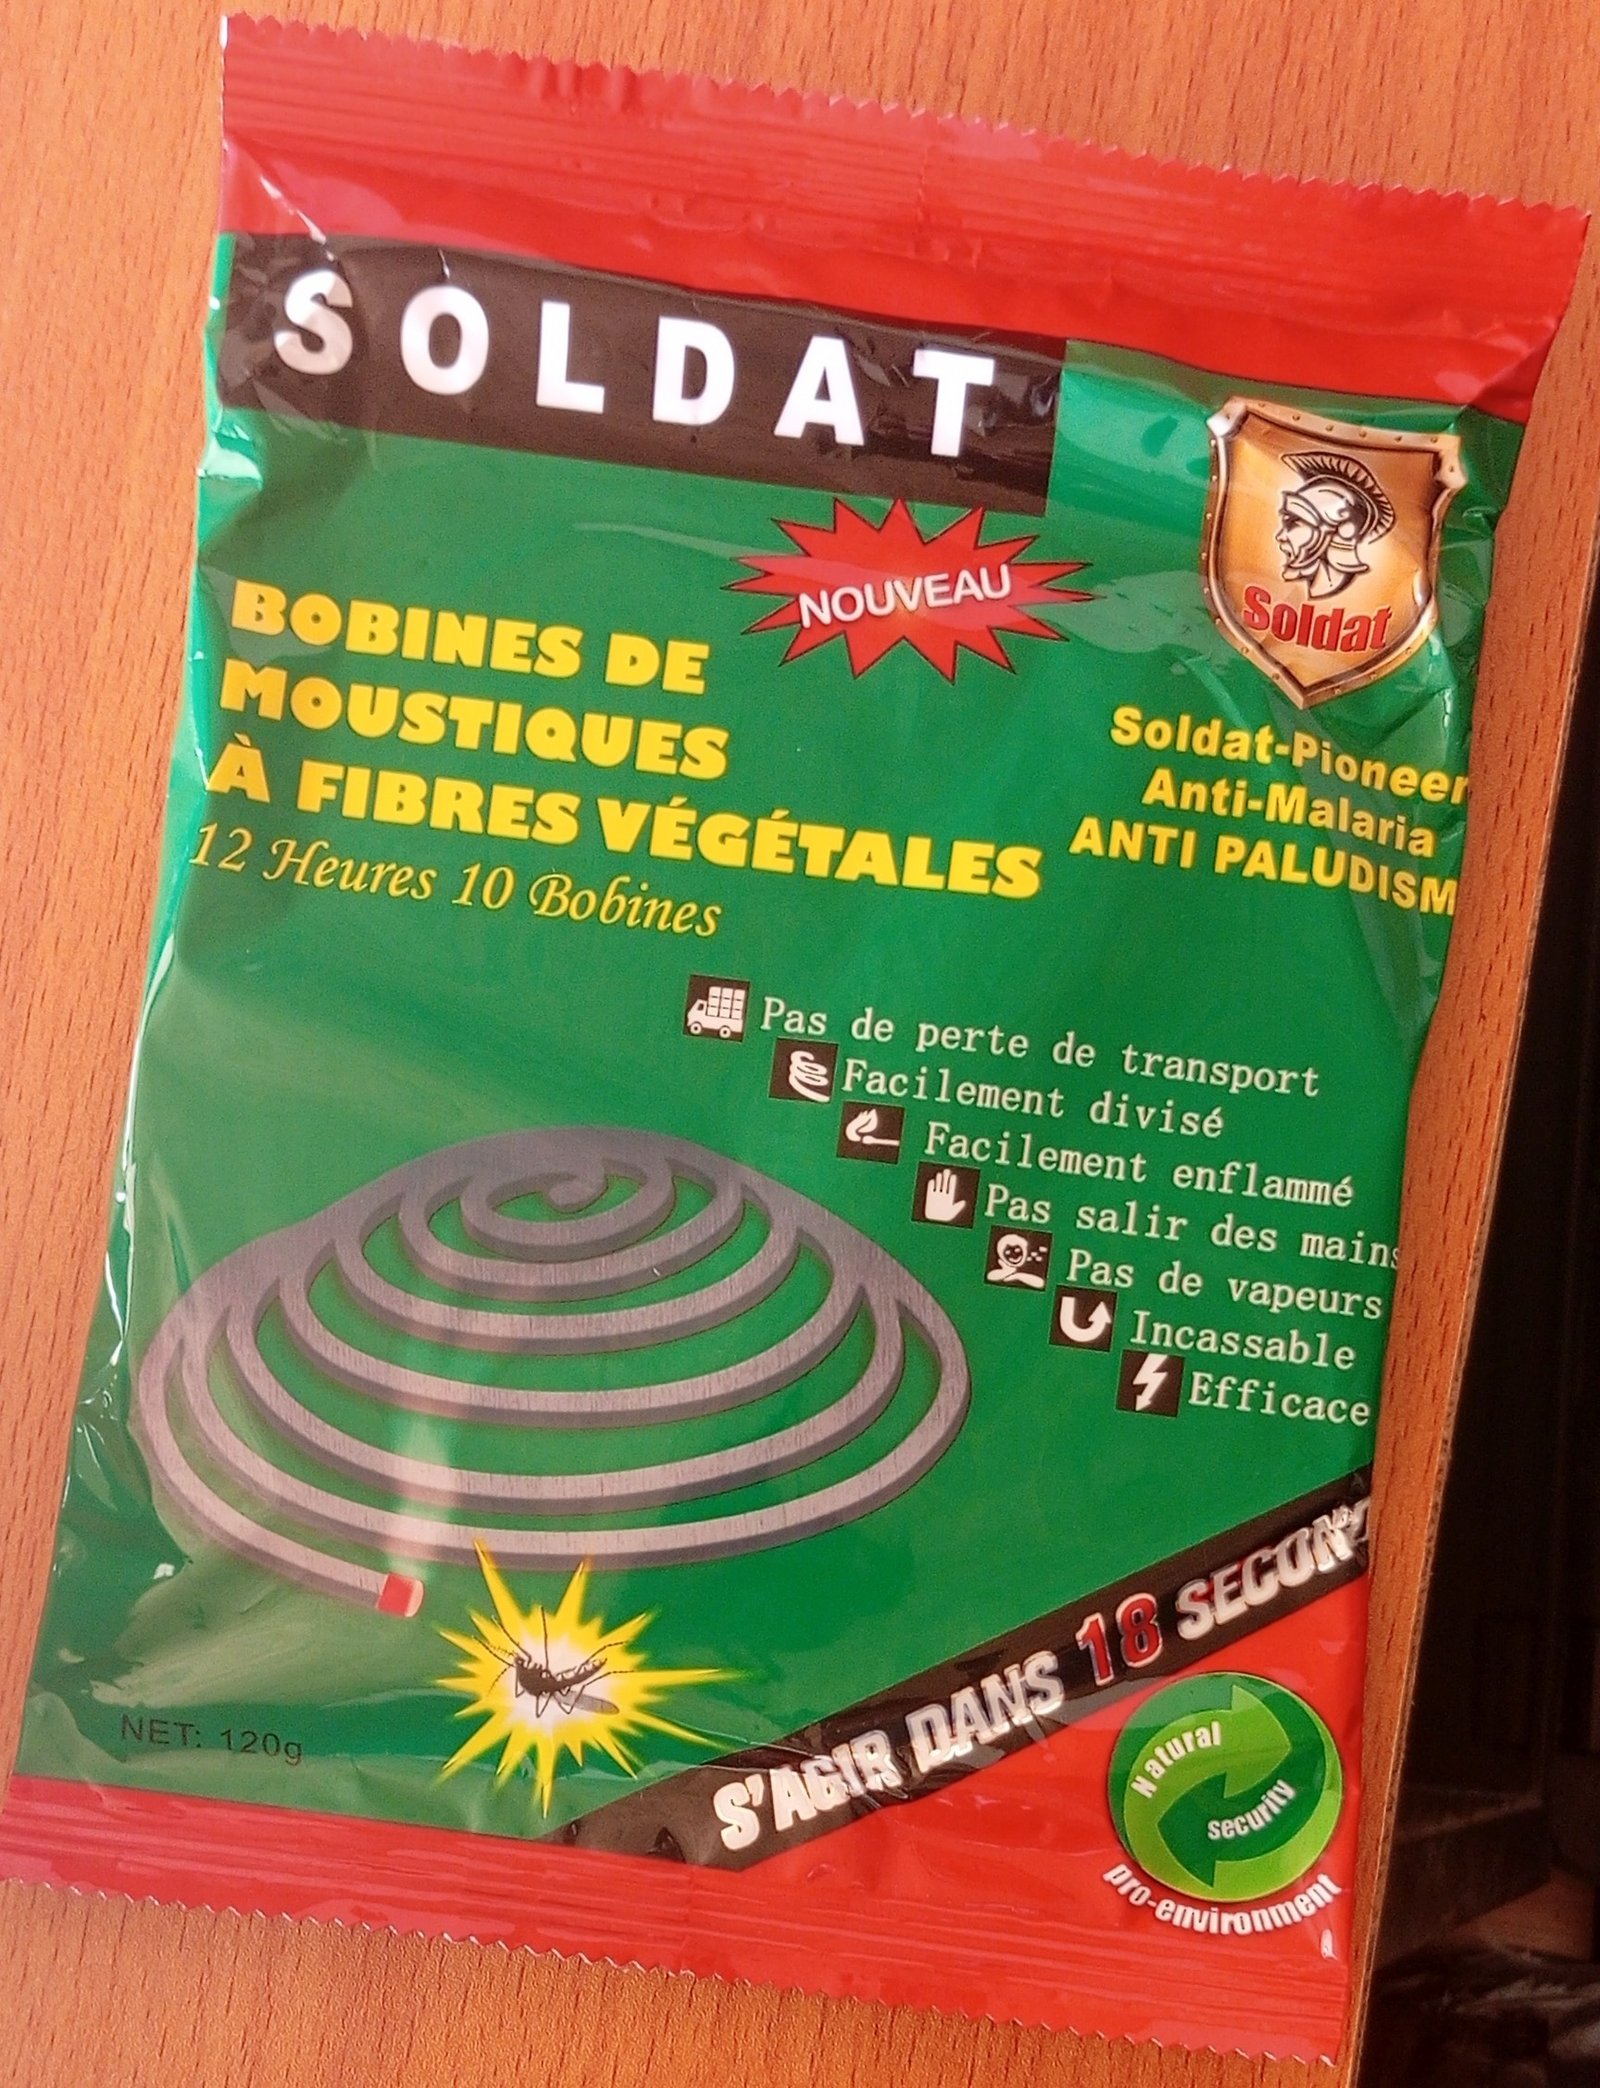 SOLDAT
NOUVEAU
Soldat
BOBINES DE
MOUSTIQUES
À FIBRES VÉGÉTALES
12 Heures 10 Bobines
Soldat-Pioneer
Anti-Malaria
ANTI PALUDISM
Pas de perte de transport
Facilement divisé
Facilement enflammé
Pas salir des mains
Pas de vapeurs
Incassable
Efficace
S'AGIR DANS 18
NET: 120g
Natural
security
pro-environment